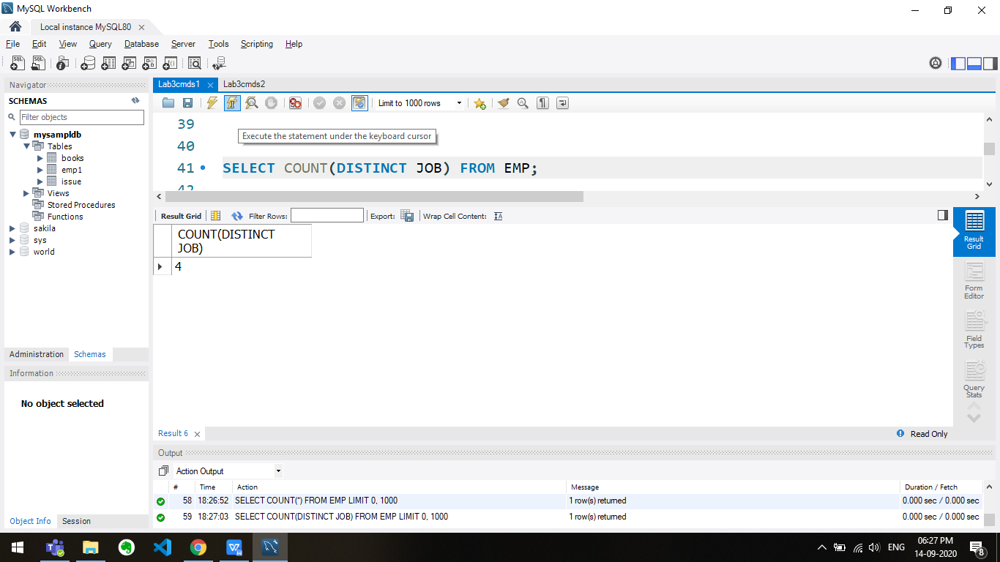 MySQL Workbench
Local instance MySQL80
File Edit View Query Database Server Tools Scripting Help
Navigator
SCHEMAS
Filter objects
mysampldb
Tables
books
emp1
issue
Views
Stored Procedures
Functions
sakila
sys
world
Administration Schemas
Information
No object selected
Object Info Session
Lab3cmds1 Lab3cmds2
Limit to 1000 rows
39
Execute the statement under the keyboard cursor
40
41 SELECT COUNT(DISTINCT JOB) FROM EMP;
42
Result Grid Filter Rows: Export: Wrap Cell Content:
COUNT(DISTINCT
JOB)
4
Result
Grid
Form
Editor
Field
Types
Query
Stats
Result 6 Read Only
Output
Action Output
# Time Action Message Duration / Fetch
58 18:26:52 SELECT COUNT(*) FROM EMP LIMIT 0, 1000 1 row(s) returned 0.000 sec / 0.000 sec
59 18:27:03 SELECT COUNT(DISTINCT JOB) FROM EMP LIMIT 0, 1000 1 row(s) returned 0.000 sec / 0.000 sec
ENG
06:27 PM
14-09-2020
8